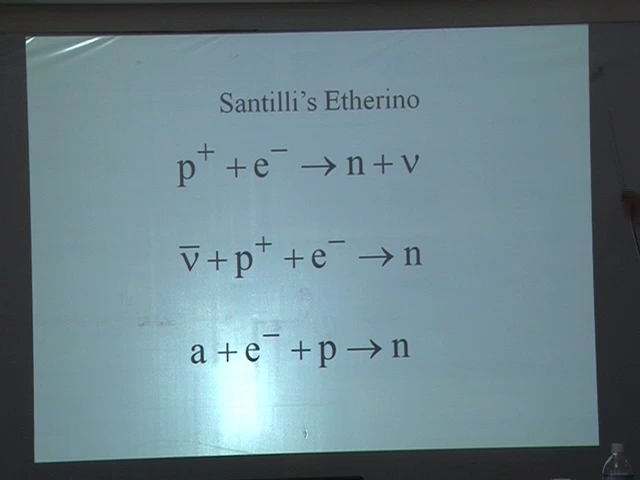 Santilli's Etherino
p⁺ + e⁻ → n + ν
ν̅ + p⁺ + e⁻ → n
a + e⁻ + p → n